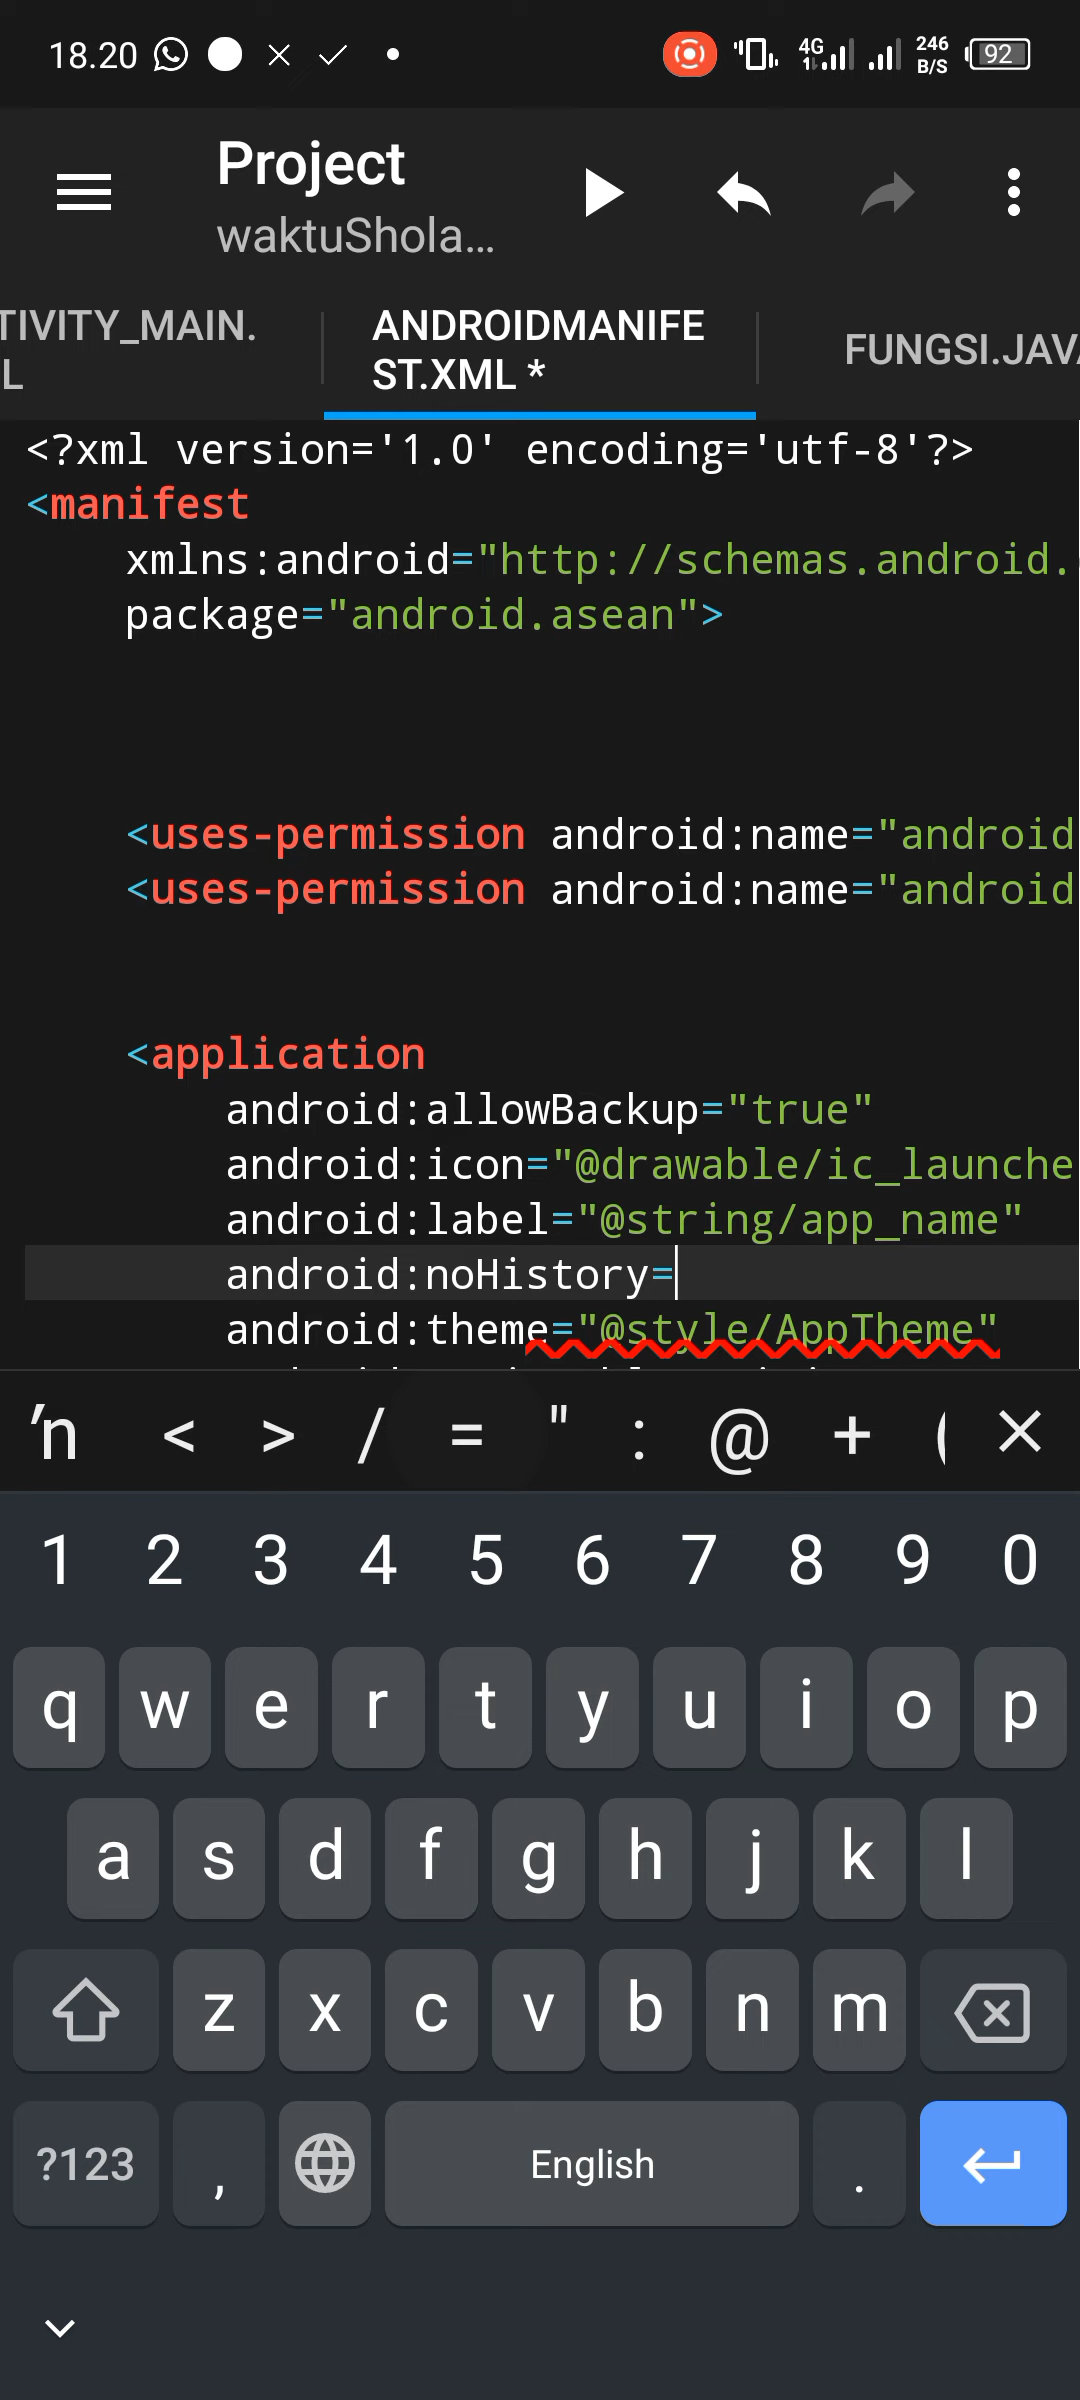 18.20
4G
246
B/S
92
Project
waktuShola...
TIVITY_MAIN.
L
ANDROIDMANIFE
ST.XML *
FUNGSI.JAVA
<?xml version='1.0' encoding='utf-8'?>
<manifest
xmlns:android="http://schemas.android.
package="android.asean">
<uses-permission android:name="android
<uses-permission android:name="android
<application
android:allowBackup="true"
android:icon="@drawable/ic_launche
android:label="@string/app_name"
android:noHistory=
android:theme="@style/AppTheme"
'n < > / = " : @ + (
1 2 3 4 5 6 7 8 9 0
q w e r t y u i o p
a s d f g h j k l
z x c v b n m
?123 , English .